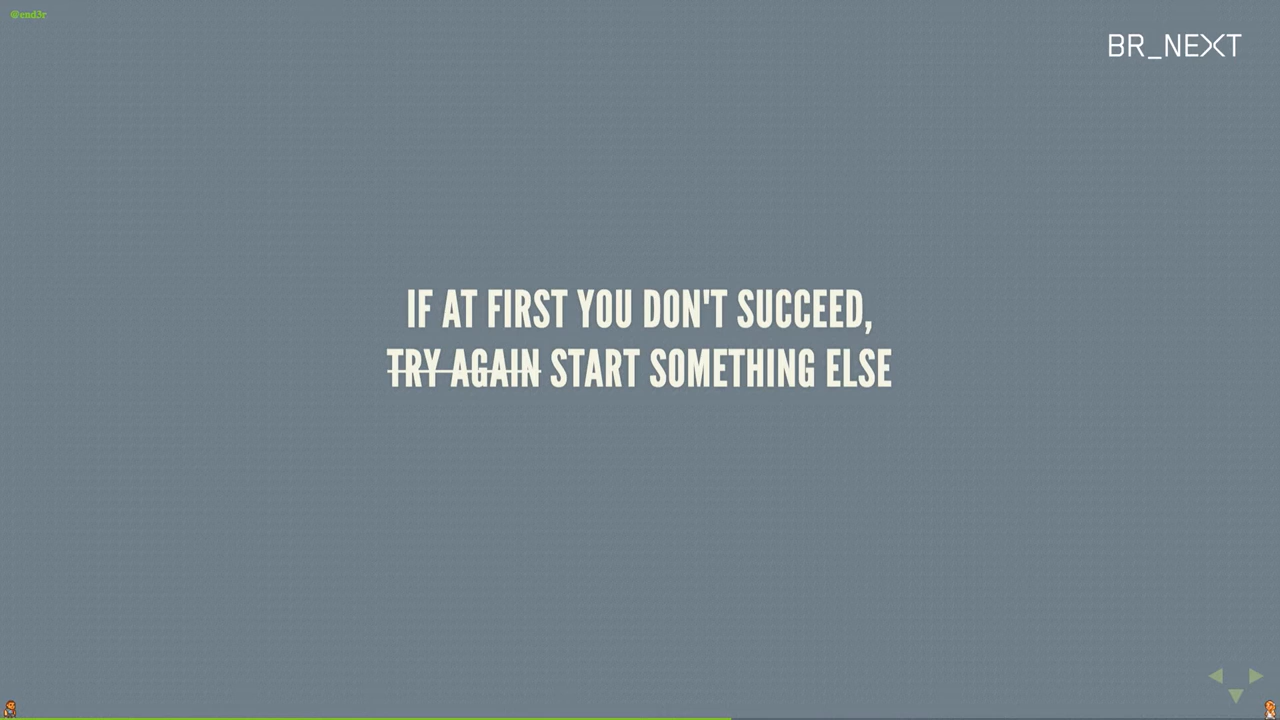 @end3r
BR_NEXT
IF AT FIRST YOU DON'T SUCCEED,
TRY AGAIN START SOMETHING ELSE